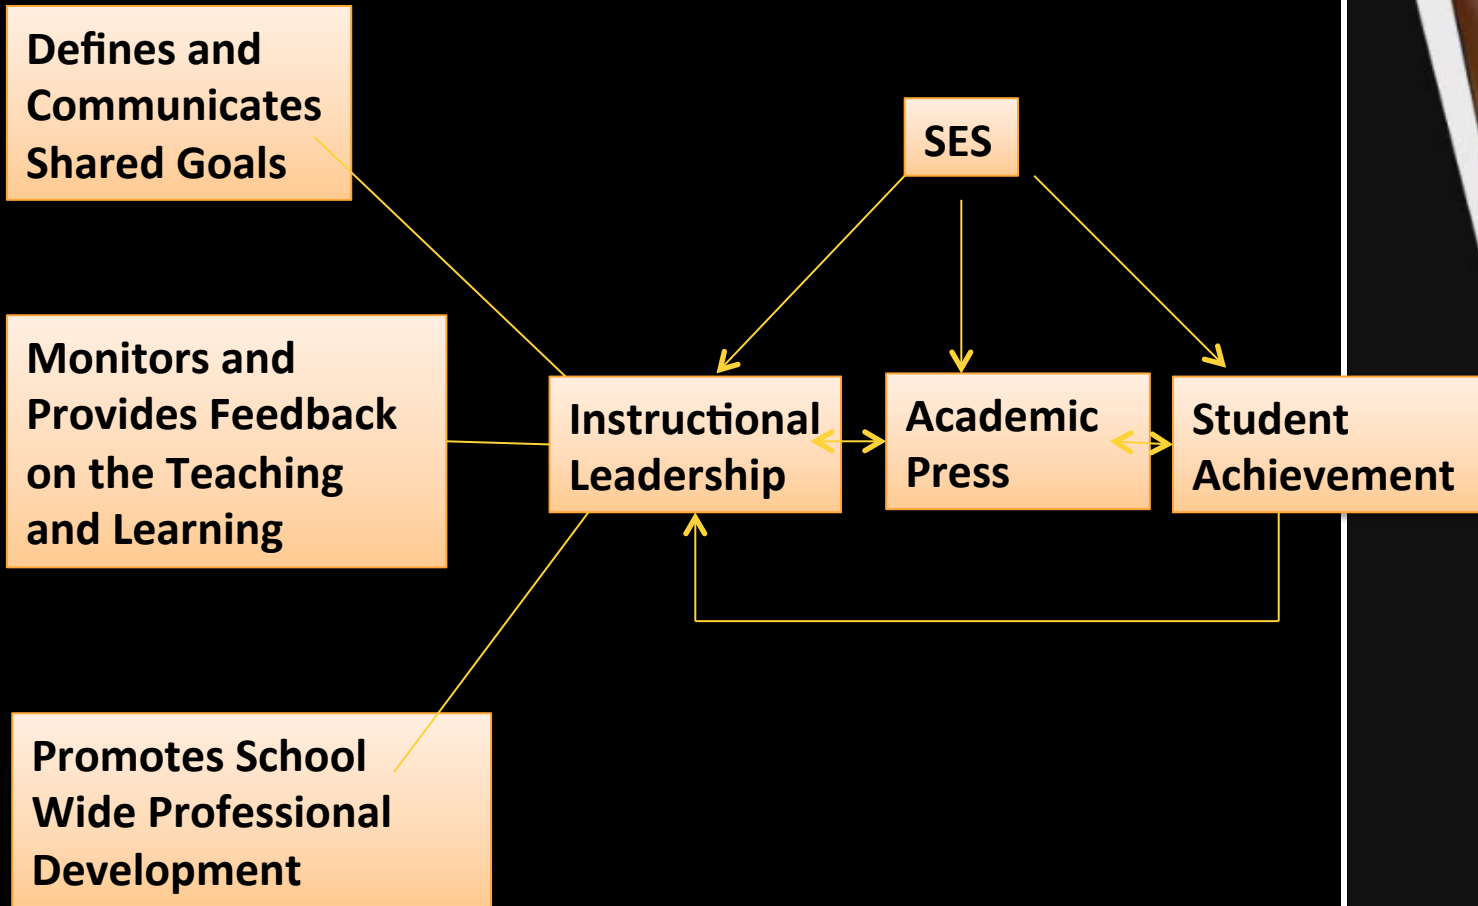 Defines and
Communicates
Shared Goals
SES
Monitors and
Provides Feedback
on the Teaching
and Learning
Instructional
Leadership
Academic
Press
Student
Achievement
Promotes School
Wide Professional
Development